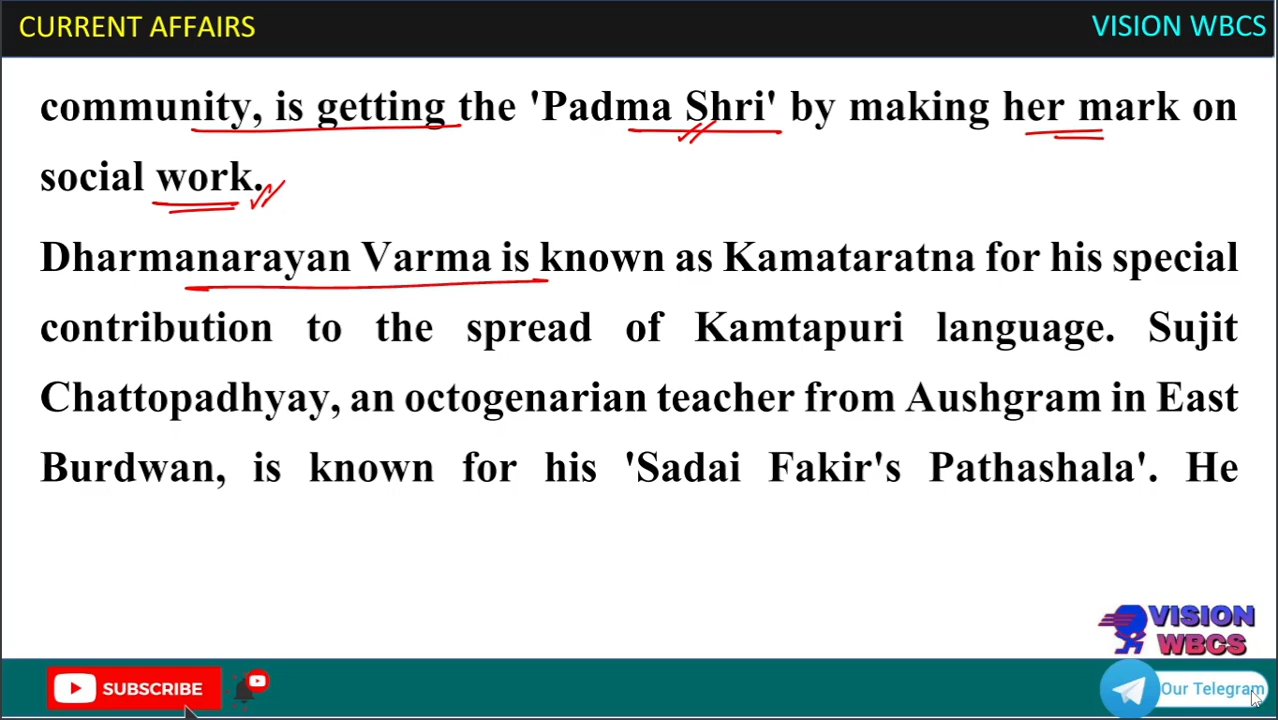 CURRENT AFFAIRS
VISION WBCS
community, is getting the 'Padma Shri' by making her mark on
social work.
Dharmanarayan Varma is known as Kamataratna for his special
contribution to the spread of Kamtapuri language. Sujit
Chattopadhyay, an octogenarian teacher from Aushgram in East
Burdwan, is known for his 'Sadai Fakir's Pathashala'. He
VISION
WBCS
SUBSCRIBE
Our Telegram